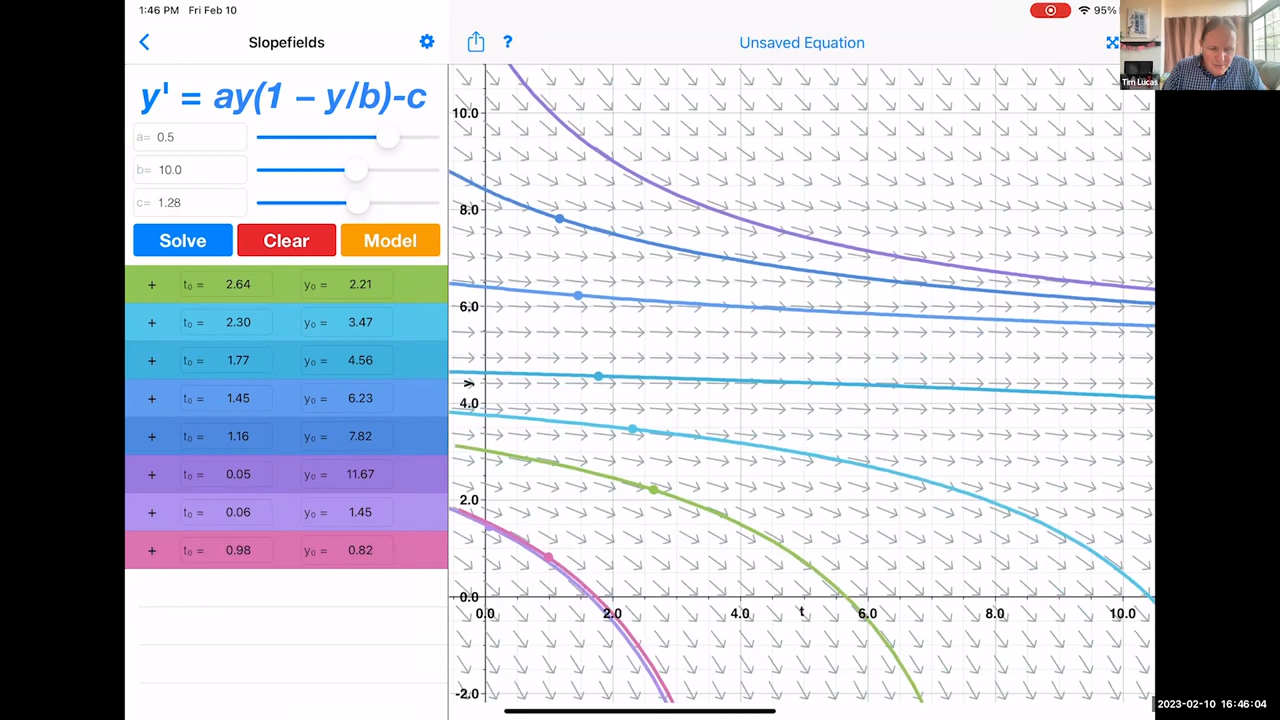 1:46 PM Fri Feb 10
95%
Slopefields
?
Unsaved Equation
Tim Lucas
y' = ay(1 − y/b)-c
a= 0.5
b= 10.0
c= 1.28
Solve
Clear
Model
+ t₀ = 2.64 y₀ = 2.21
+ t₀ = 2.30 y₀ = 3.47
+ t₀ = 1.77 y₀ = 4.56
+ t₀ = 1.45 y₀ = 6.23
+ t₀ = 1.16 y₀ = 7.82
+ t₀ = 0.05 y₀ = 11.67
+ t₀ = 0.06 y₀ = 1.45
+ t₀ = 0.98 y₀ = 0.82
10.0
8.0
6.0
y
4.0
2.0
0.0
-2.0
0.0 2.0 4.0 t 6.0 8.0 10.0
2023-02-10 16:46:04